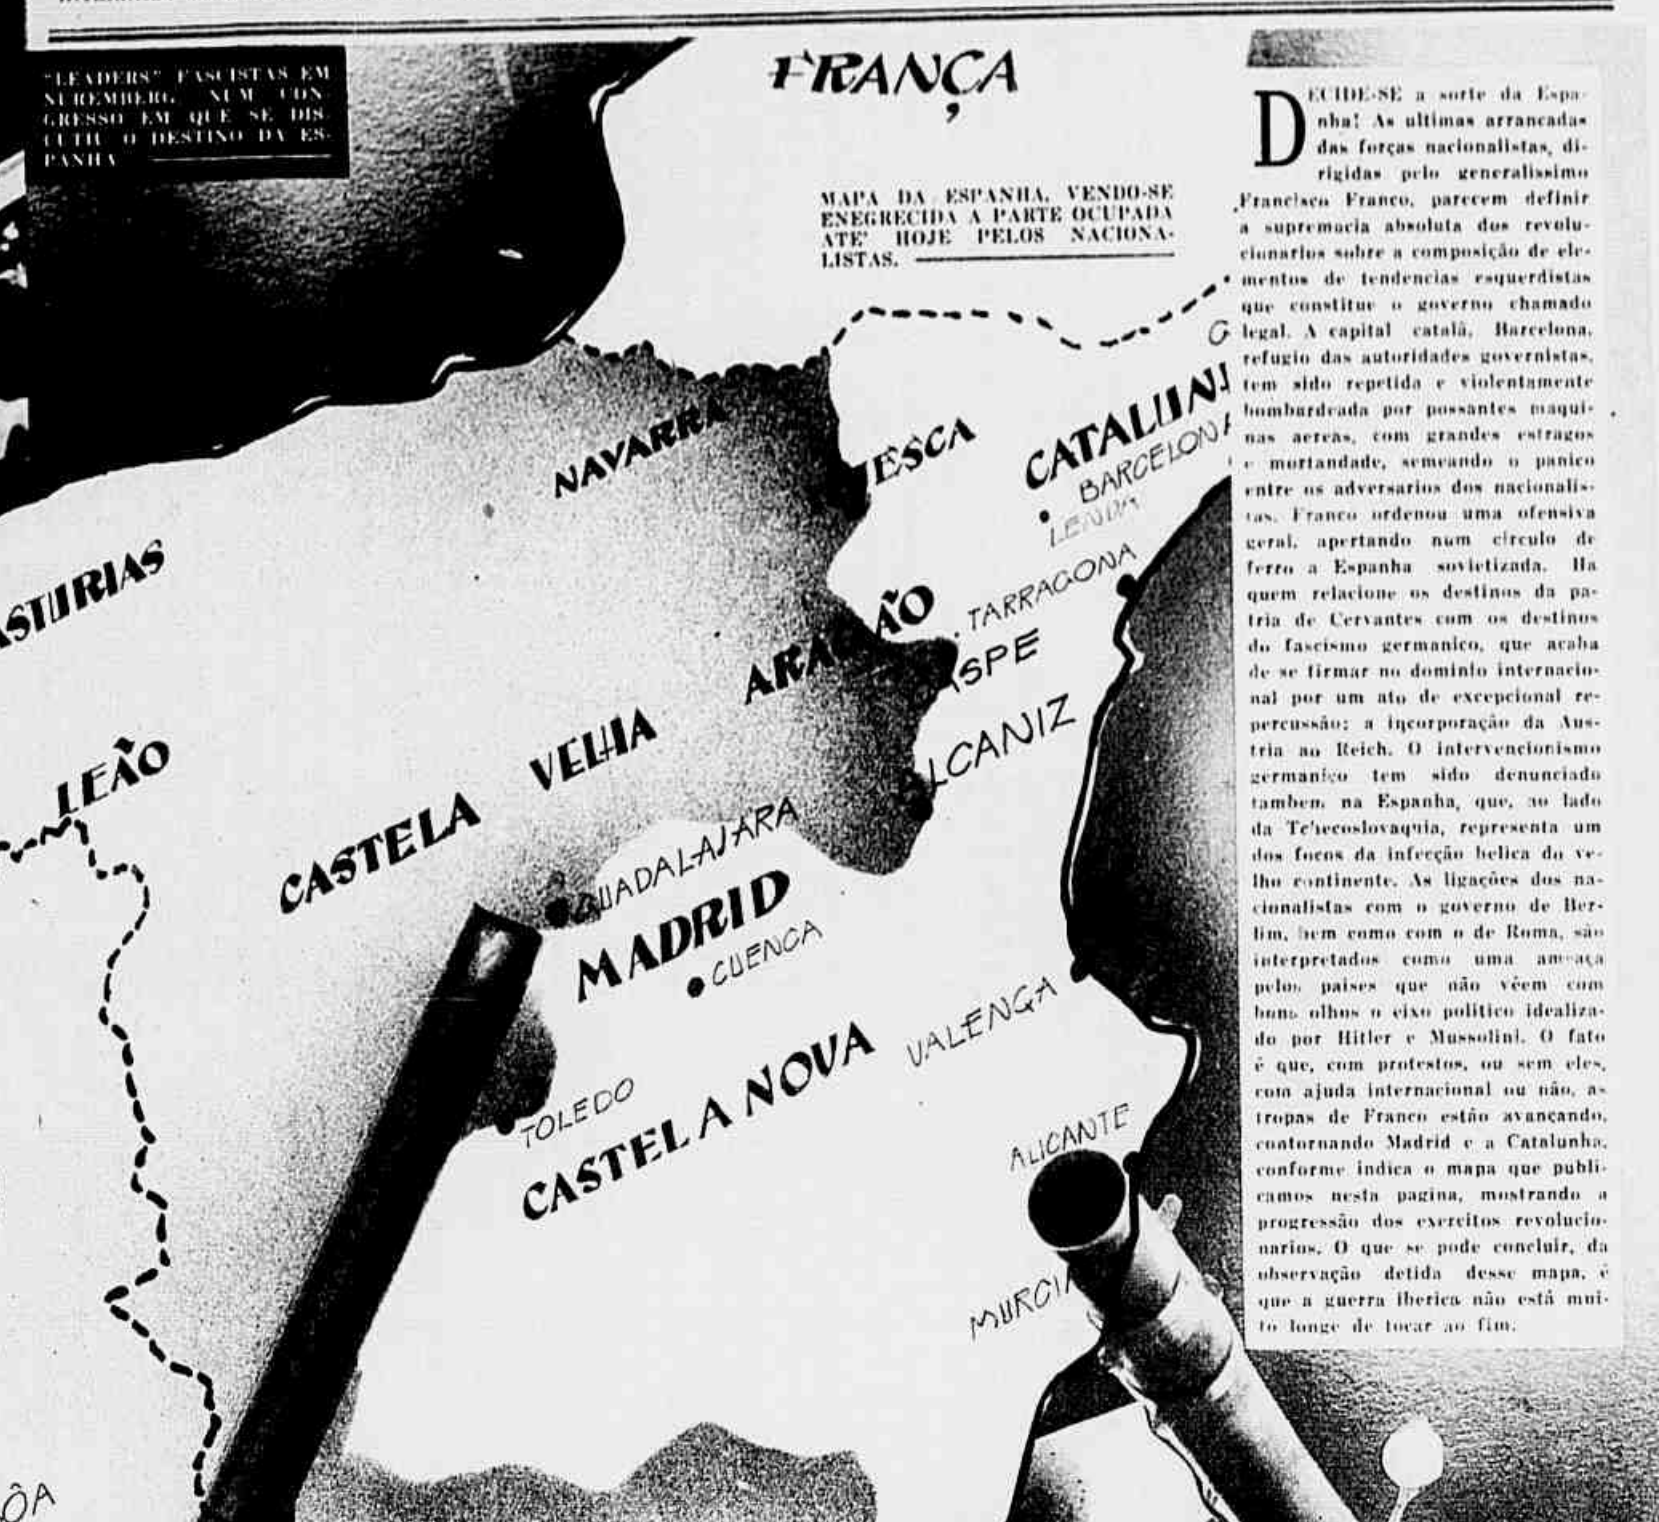 "LEADERS" FASCISTAS EM
NUREMBERG, NUM CON-
GRESSO EM QUE SE DIS-
CUTIU O DESTINO DA ES-
PANHA
FRANÇA
MAPA DA ESPANHA, VENDO-SE
ENEGRECIDA A PARTE OCUPADA
ATE' HOJE PELOS NACIONA-
LISTAS.
NAVARRA
ESCA
CATALUN
BARCELONA
LENDA
TARRAGONA
ASTURIAS
ARAGÃO
ASPE
ALCANIZ
LEÃO
CASTELA VELHA
GUADALAJARA
MADRID
CUENCA
VALENGA
TOLEDO
CASTELA NOVA
ALICANTE
MURCIA
ÔA
DECIDE-SE a sorte da Espa-
nha! As ultimas arrancadas
das forças nacionalistas, di-
rigidas pelo generalissimo
Francisco Franco, parecem definir
a supremacia absoluta dos revolu-
cionarios sobre a composição de ele-
mentos de tendencias esquerdistas
que constitue o governo chamado
legal. A capital catalã, Barcelona,
refugio das autoridades governistas,
tem sido repetida e violentamente
bombardeada por possantes maqui-
nas aereas, com grandes estragos
e mortandade, semeando o panico
entre os adversarios dos nacionalis-
tas. Franco ordenou uma ofensiva
geral, apertando num circulo de
ferro a Espanha sovietizada. Ha
quem relacione os destinos da pa-
tria de Cervantes com os destinos
do fascismo germanico, que acaba
de se firmar no dominio internacio-
nal por um ato de excepcional re-
percussão: a incorporação da Aus-
tria ao Reich. O intervencionismo
germanico tem sido denunciado
tambem, na Espanha, que, ao lado
da Tchecoslovaquia, representa um
dos focos da infecção belica do ve-
lho continente. As ligações dos na-
cionalistas com o governo de Ber-
lim, bem como com o de Roma, são
interpretados como uma ameaça
pelos paises que não vêem com
bons olhos o eixo politico idealiza-
do por Hitler e Mussolini. O fato
é que, com protestos, ou sem eles,
com ajuda internacional ou não, as
tropas de Franco estão avançando,
contornando Madrid e a Catalunha,
conforme indica o mapa que publi-
camos nesta pagina, mostrando a
progressão dos exercitos revolucio-
narios. O que se pode concluir, da
observação detida desse mapa, é
que a guerra iberica não está mui-
to longe de tocar ao fim.